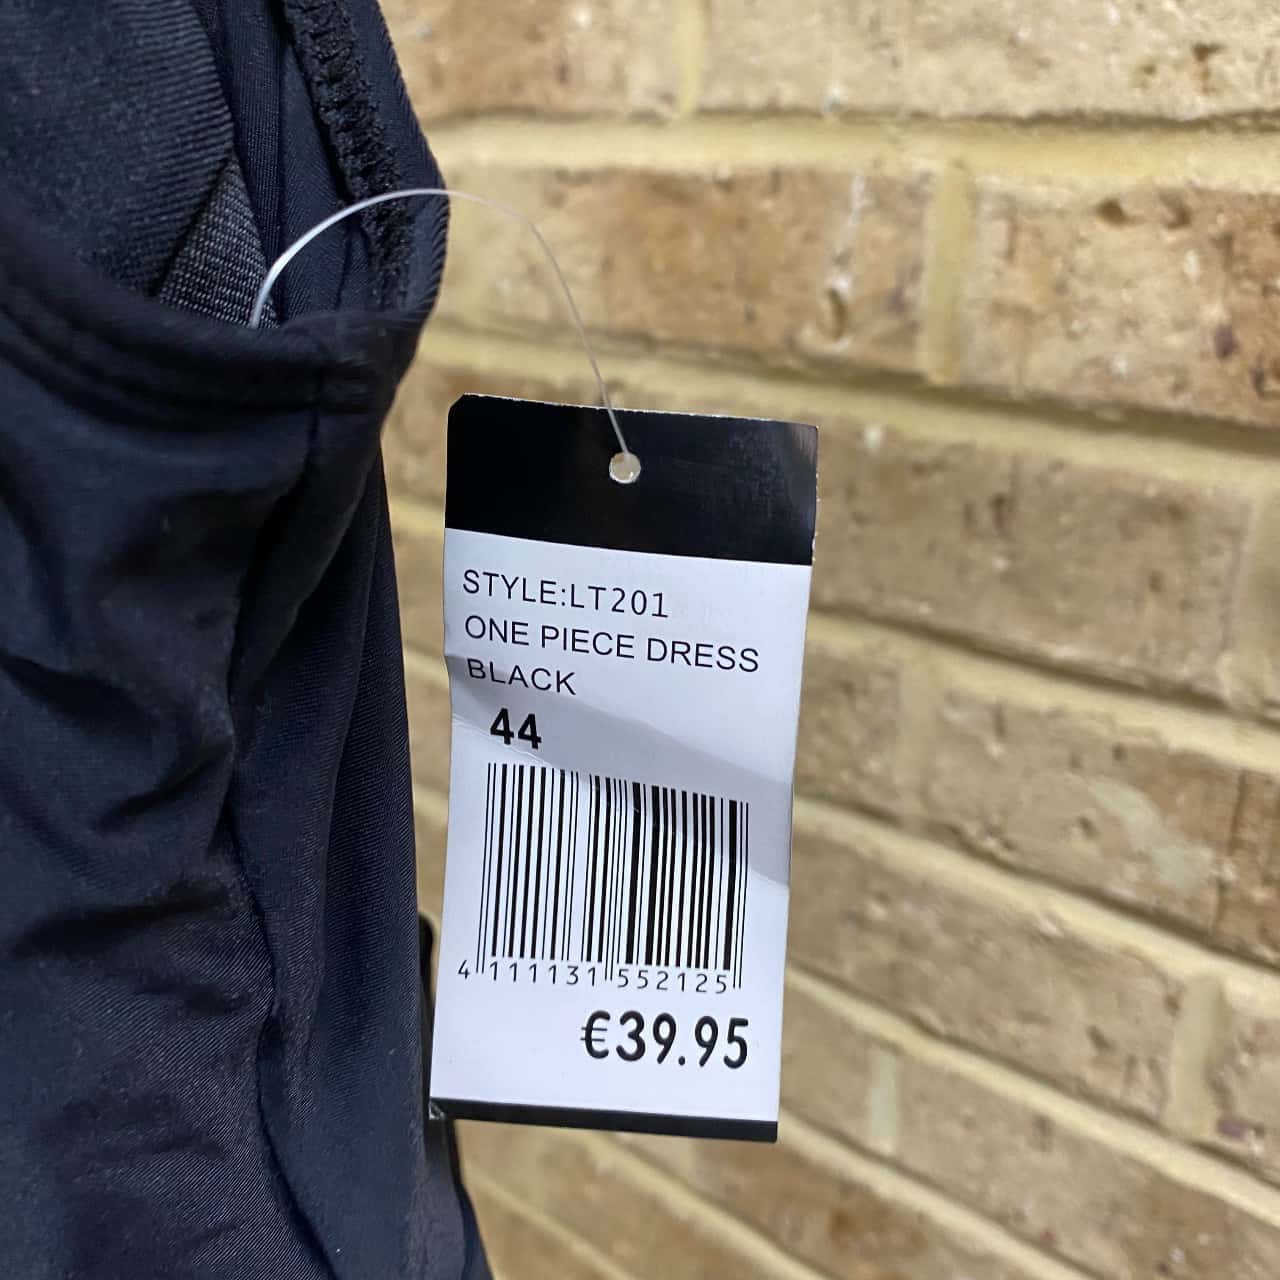 STYLE:LT201
ONE PIECE DRESS
BLACK
44
4 111131 552125
€39.95